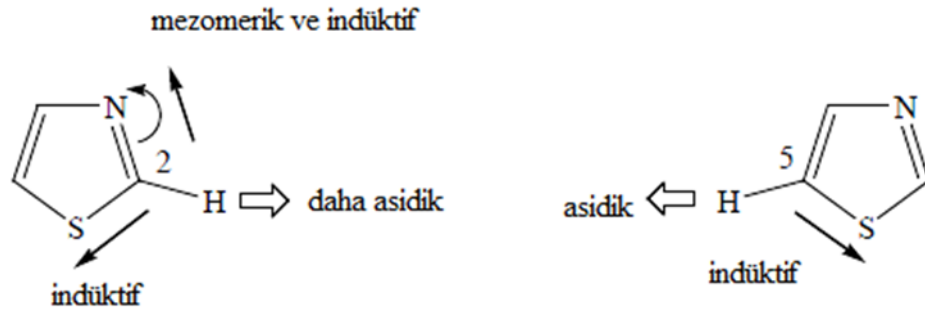 mezomerik ve indüktif
N
2
H
daha asidik
S
indüktif
N
5
asidik
H
S
indüktif